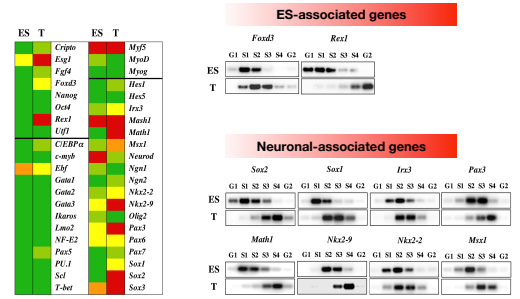 ES-associated genes
ES T ES T
Cripto Myf5
Esg1 MyoD
Fgf4 Myog
Foxd3 Hes1
Nanog Hes5
Oct4 Irx3
Rex1 Mash1
Utf1 Math1
C/EBPα Msx1
c-myb Neurod
Ebf Ngn1
Gata1 Ngn2
Gata2 Nkx2-2
Gata3 Nkx2-9
Ikaros Olig2
Lmo2 Pax3
NF-E2 Pax6
Pax5 Pax7
PU.1 Sox1
Scl Sox2
T-bet Sox3
Foxd3 Rex1
G1 S1 S2 S3 S4 G2 G1 S1 S2 S3 S4 G2
ES
T
Neuronal-associated genes
Sox2 Sox1 Irx3 Pax3
G1 S1 S2 S3 S4 G2 G1 S1 S2 S3 S4 G2 G1 S1 S2 S3 S4 G2 G1 S1 S2 S3 S4 G2
ES
T
Math1 Nkx2-9 Nkx2-2 Msx1
G1 S1 S2 S3 S4 G2 G1 S1 S2 S3 S4 G2 G1 S1 S2 S3 S4 G2 G1 S1 S2 S3 S4 G2
ES
T